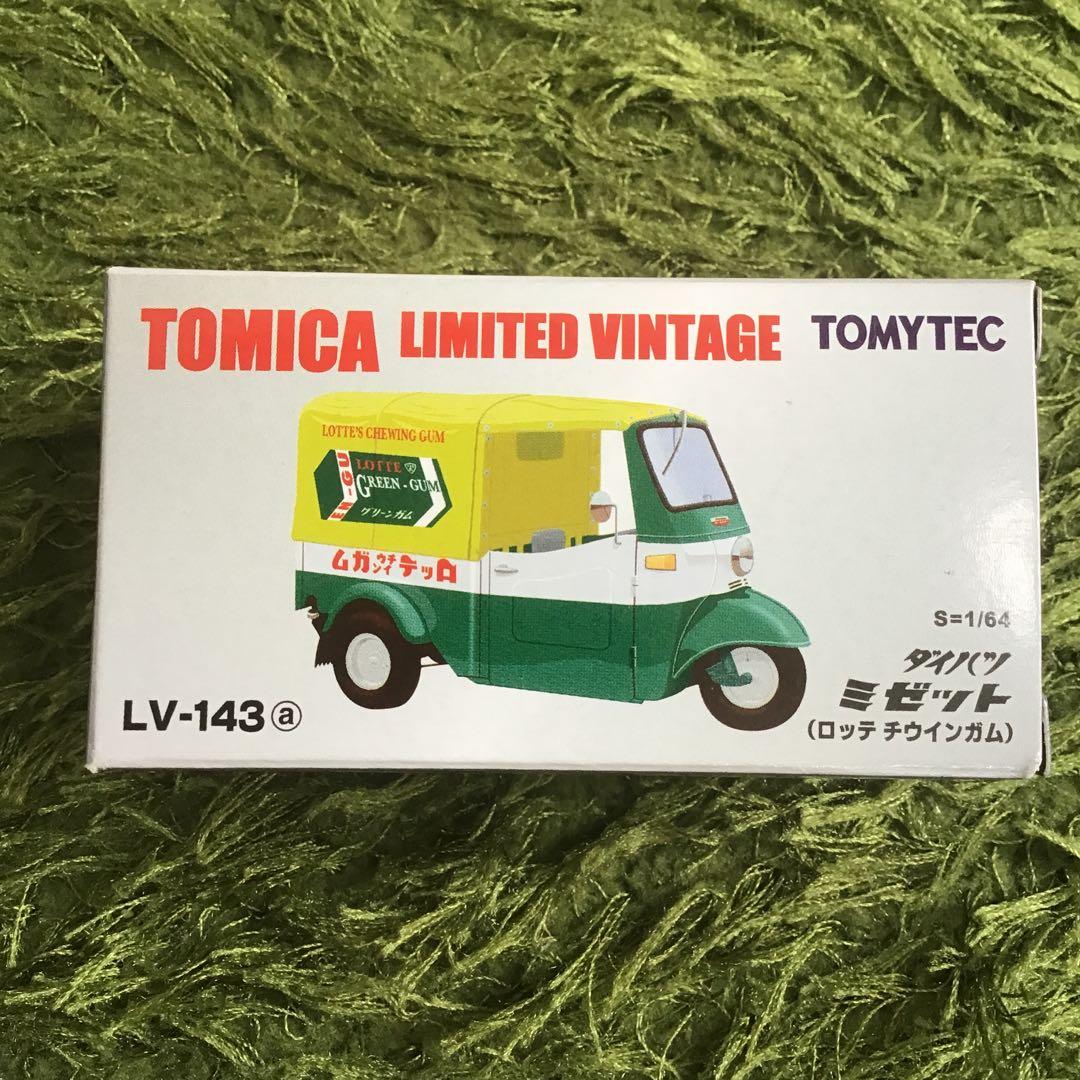 TOMICA LIMITED VINTAGE TOMYTEC
LOTTE'S CHEWING GUM
EN-GU
LOTTE
GREEN-GUM
グリーンガム
ムガンイウチテッロ
S=1/64
ダイハツ
ミゼット
(ロッテ チウインガム)
LV-143ⓐ